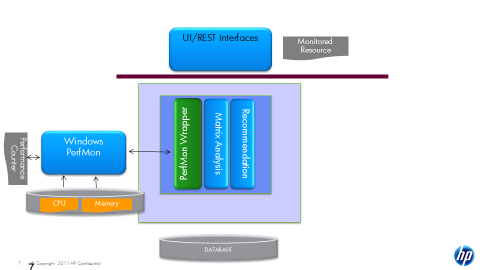 UI/REST Interfaces
Monitored
Resource
Performance
Counter
Windows
PerfMon
PerfMon Wrapper
Matrix Analysis
Recommendation
CPU
Memory
DATABASE
7
Copyright 2011 HP Confidential
7
hp